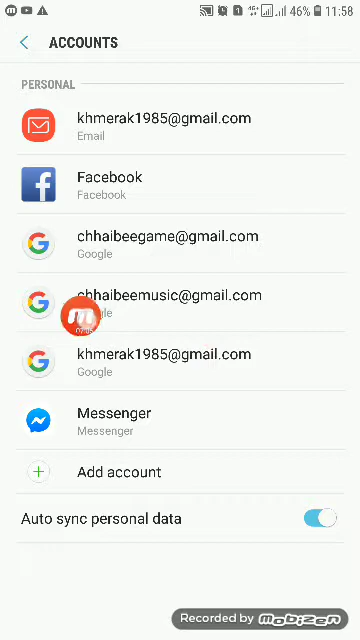 46% 11:58
ACCOUNTS
PERSONAL
khmerak1985@gmail.com
Email
Facebook
Facebook
chhaibeegame@gmail.com
Google
chhaibeemusic@gmail.com
khmerak1985@gmail.com
Google
Messenger
Messenger
Add account
Auto sync personal data
Recorded by mobizen